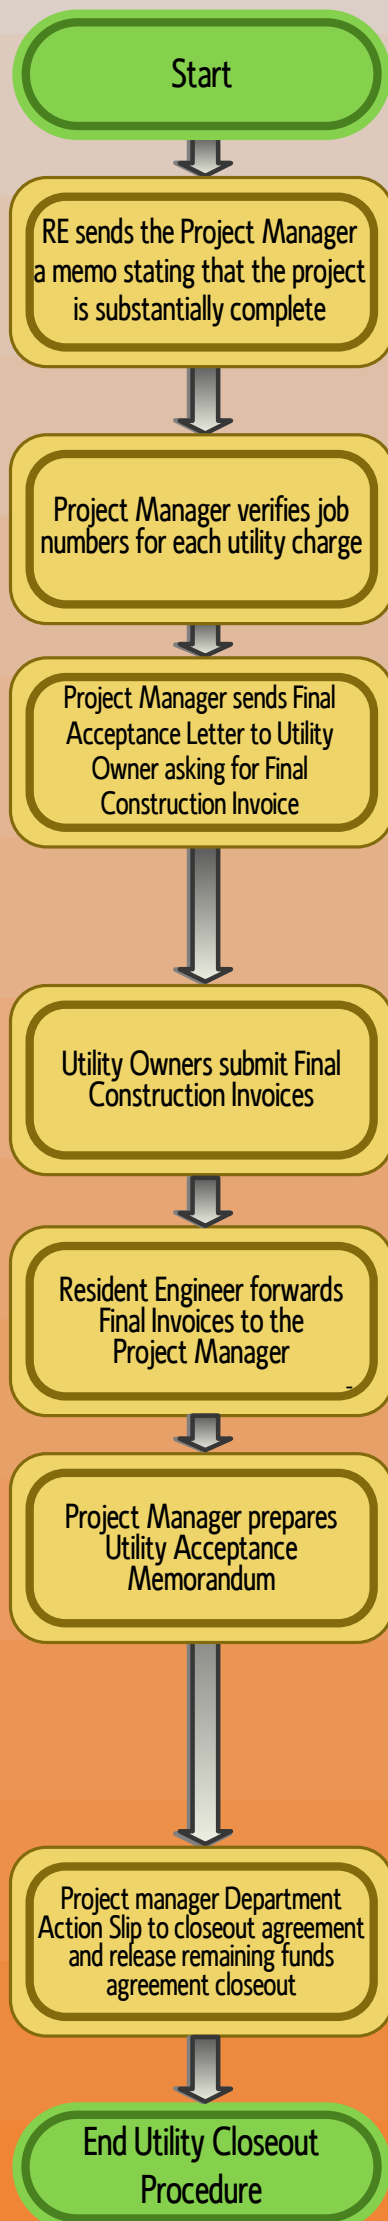 Start
RE sends the Project Manager
a memo stating that the project
is substantially complete
Project Manager verifies job
numbers for each utility charge
Project Manager sends Final
Acceptance Letter to Utility
Owner asking for Final
Construction Invoice
Utility Owners submit Final
Construction Invoices
Resident Engineer forwards
Final Invoices to the
Project Manager
Project Manager prepares
Utility Acceptance
Memorandum
Project manager Department
Action Slip to closeout agreement
and release remaining funds
agreement closeout
End Utility Closeout
Procedure